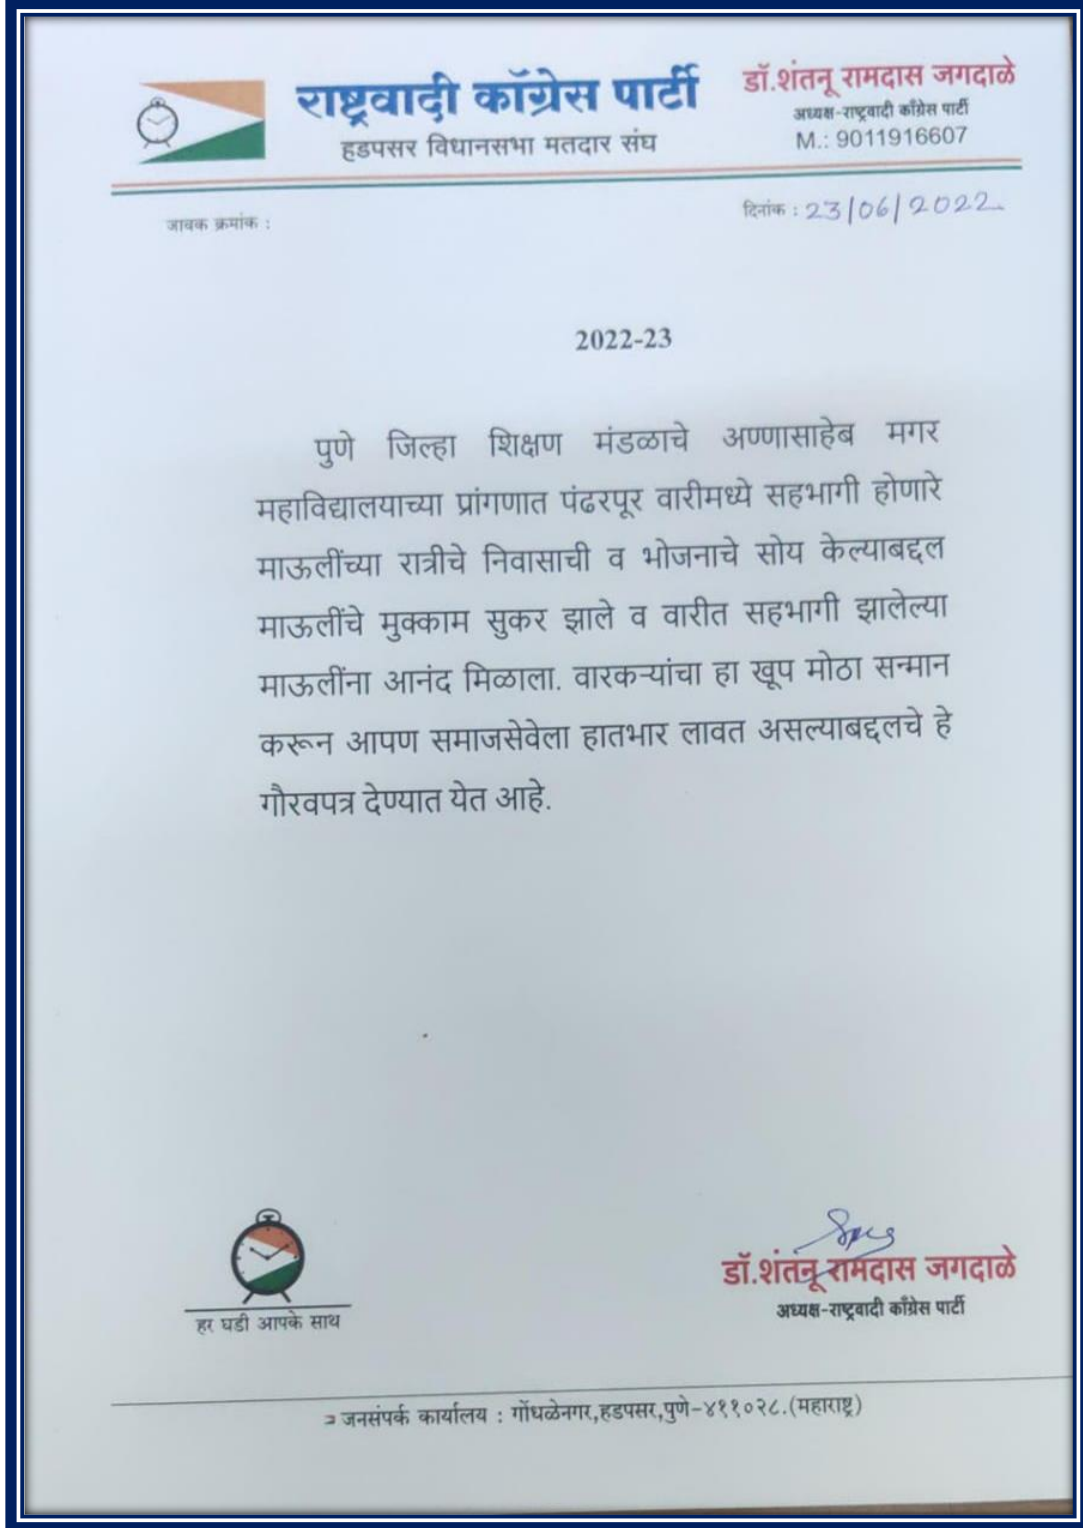 राष्ट्रवादी काँग्रेस पार्टी
हडपसर विधानसभा मतदार संघ
डॉ.शंतनू रामदास जगदाळे
अध्यक्ष-राष्ट्रवादी काँग्रेस पार्टी
M.: 9011916607
जावक क्रमांक :
दिनांक : 23/06/2022
2022-23
पुणे जिल्हा शिक्षण मंडळाचे अण्णासाहेब मगर
महाविद्यालयाच्या प्रांगणात पंढरपूर वारीमध्ये सहभागी होणारे
माऊलींच्या रात्रीचे निवासाची व भोजनाचे सोय केल्याबद्दल
माऊलींचे मुक्काम सुकर झाले व वारीत सहभागी झालेल्या
माऊलींना आनंद मिळाला. वारकऱ्यांचा हा खूप मोठा सन्मान
करून आपण समाजसेवेला हातभार लावत असल्याबद्दलचे हे
गौरवपत्र देण्यात येत आहे.
हर घडी आपके साथ
डॉ.शंतनू रामदास जगदाळे
अध्यक्ष-राष्ट्रवादी काँग्रेस पार्टी
जनसंपर्क कार्यालय : गोंधळेनगर,हडपसर,पुणे-४११०२८.(महाराष्ट्र)